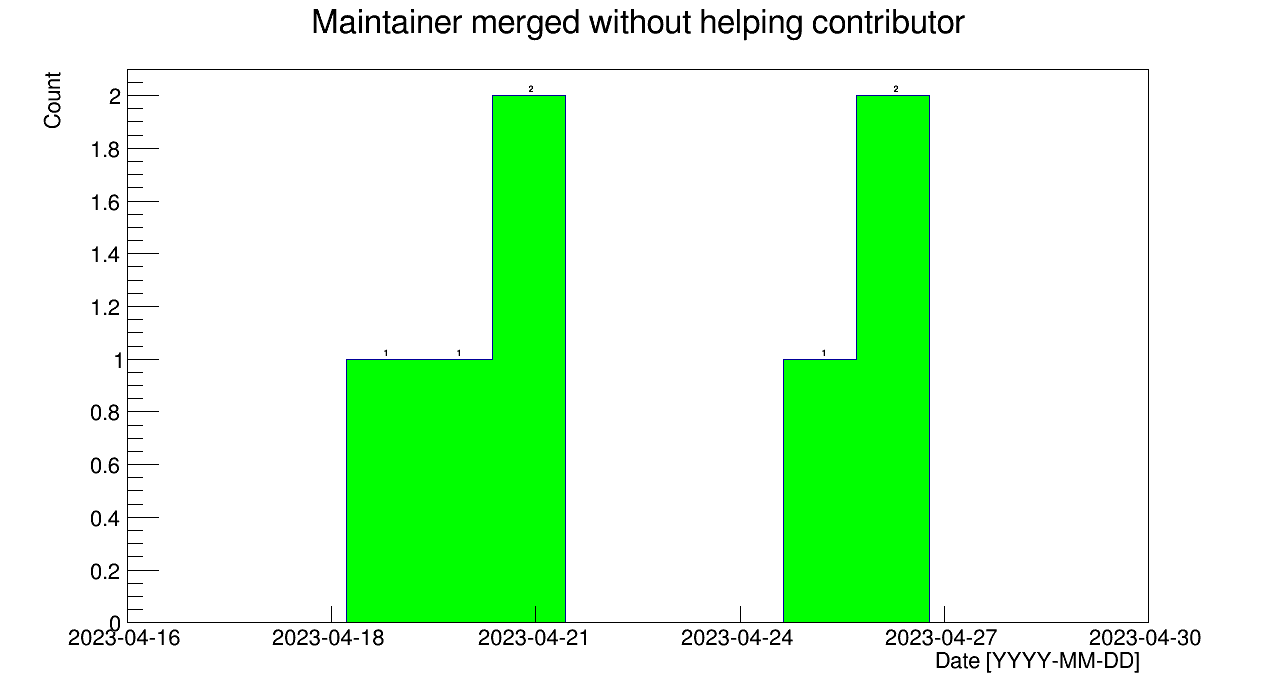 Maintainer merged without helping contributor
Count
2
1.8
1.6
1.4
1.2
1
0.8
0.6
0.4
0.2
0
2 2
1 1 1
2023-04-16 2023-04-18 2023-04-21 2023-04-24 2023-04-27 2023-04-30
Date [YYYY-MM-DD]